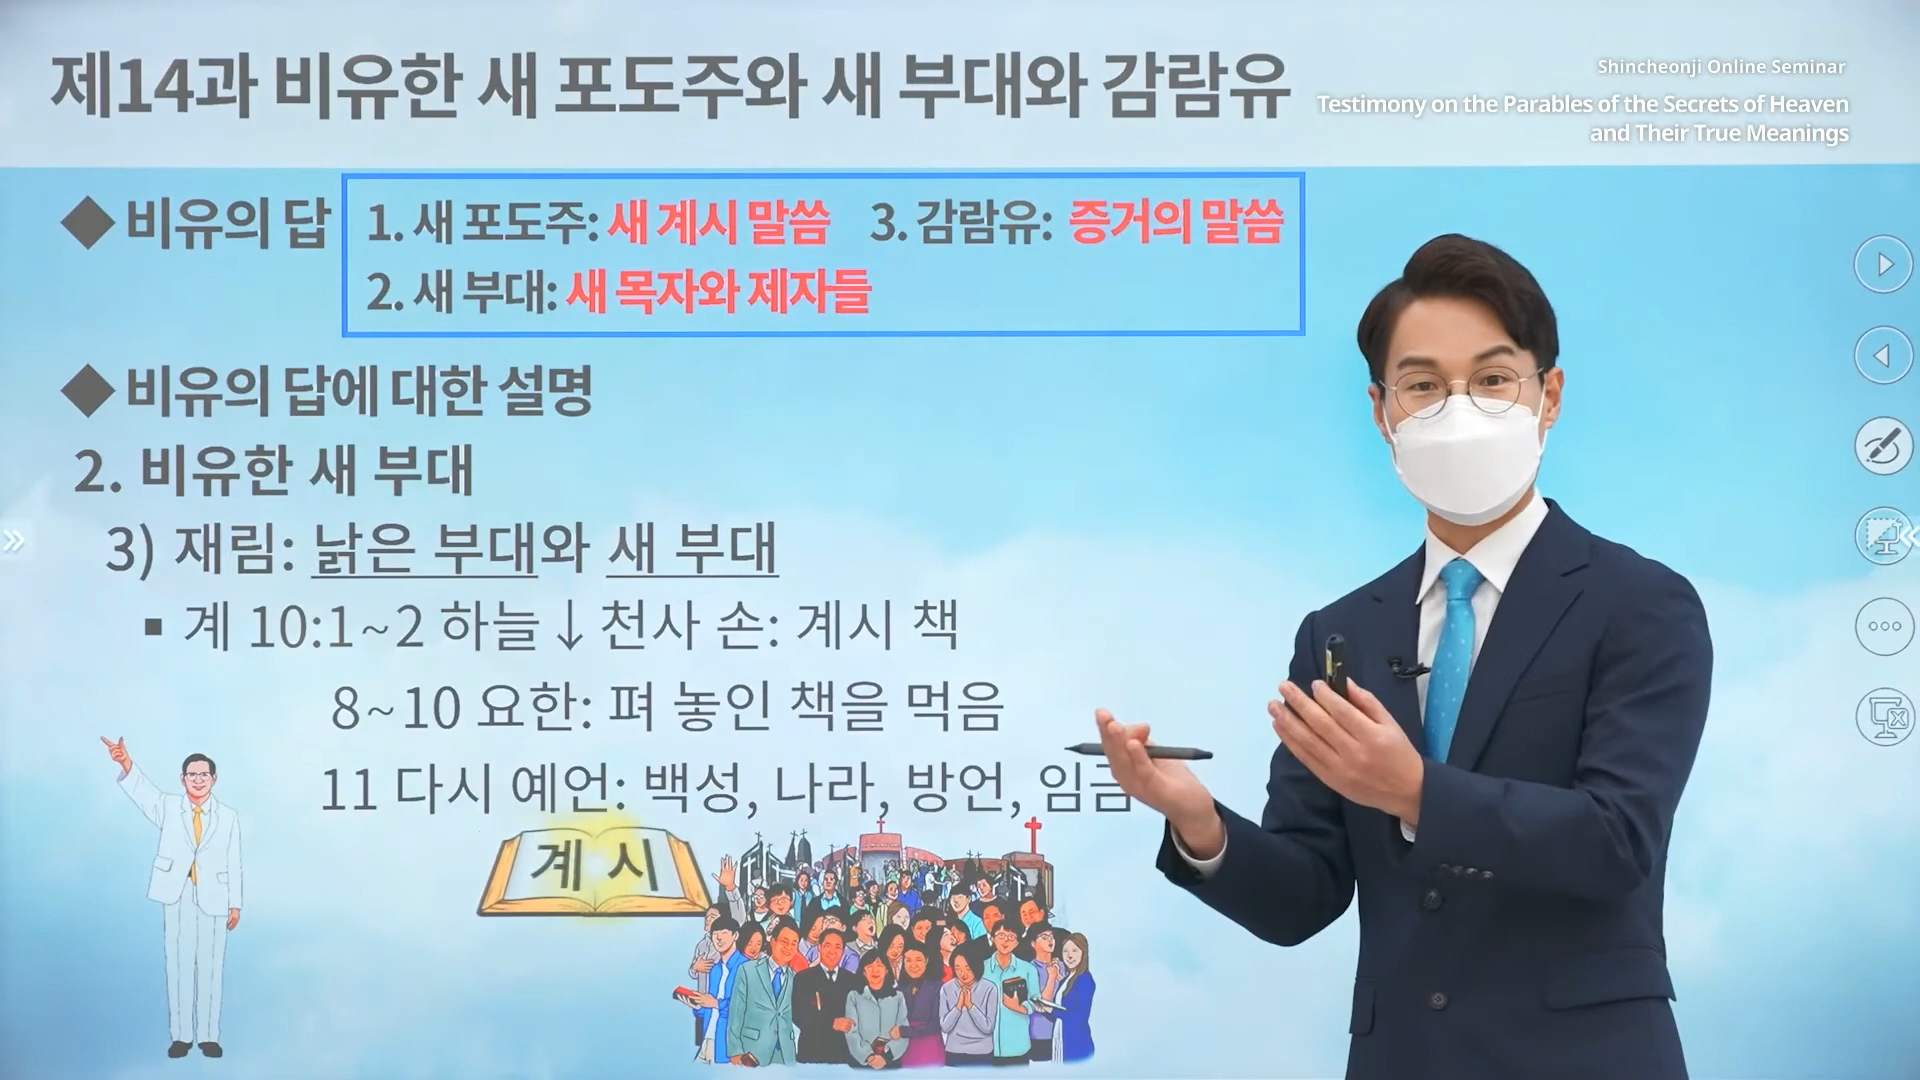 제14과 비유한 새 포도주와 새 부대와 감람유
Shincheonji Online Seminar
Testimony on the Parables of the Secrets of Heaven
and Their True Meanings
◆ 비유의 답
1. 새 포도주: 새 계시 말씀 3. 감람유: 증거의 말씀
2. 새 부대: 새 목자와 제자들
◆ 비유의 답에 대한 설명
2. 비유한 새 부대
3) 재림: 낡은 부대와 새 부대
▪ 계 10:1~2 하늘↓천사 손: 계시 책
8~10 요한: 펴 놓인 책을 먹음
11 다시 예언: 백성, 나라, 방언, 임금
계 시